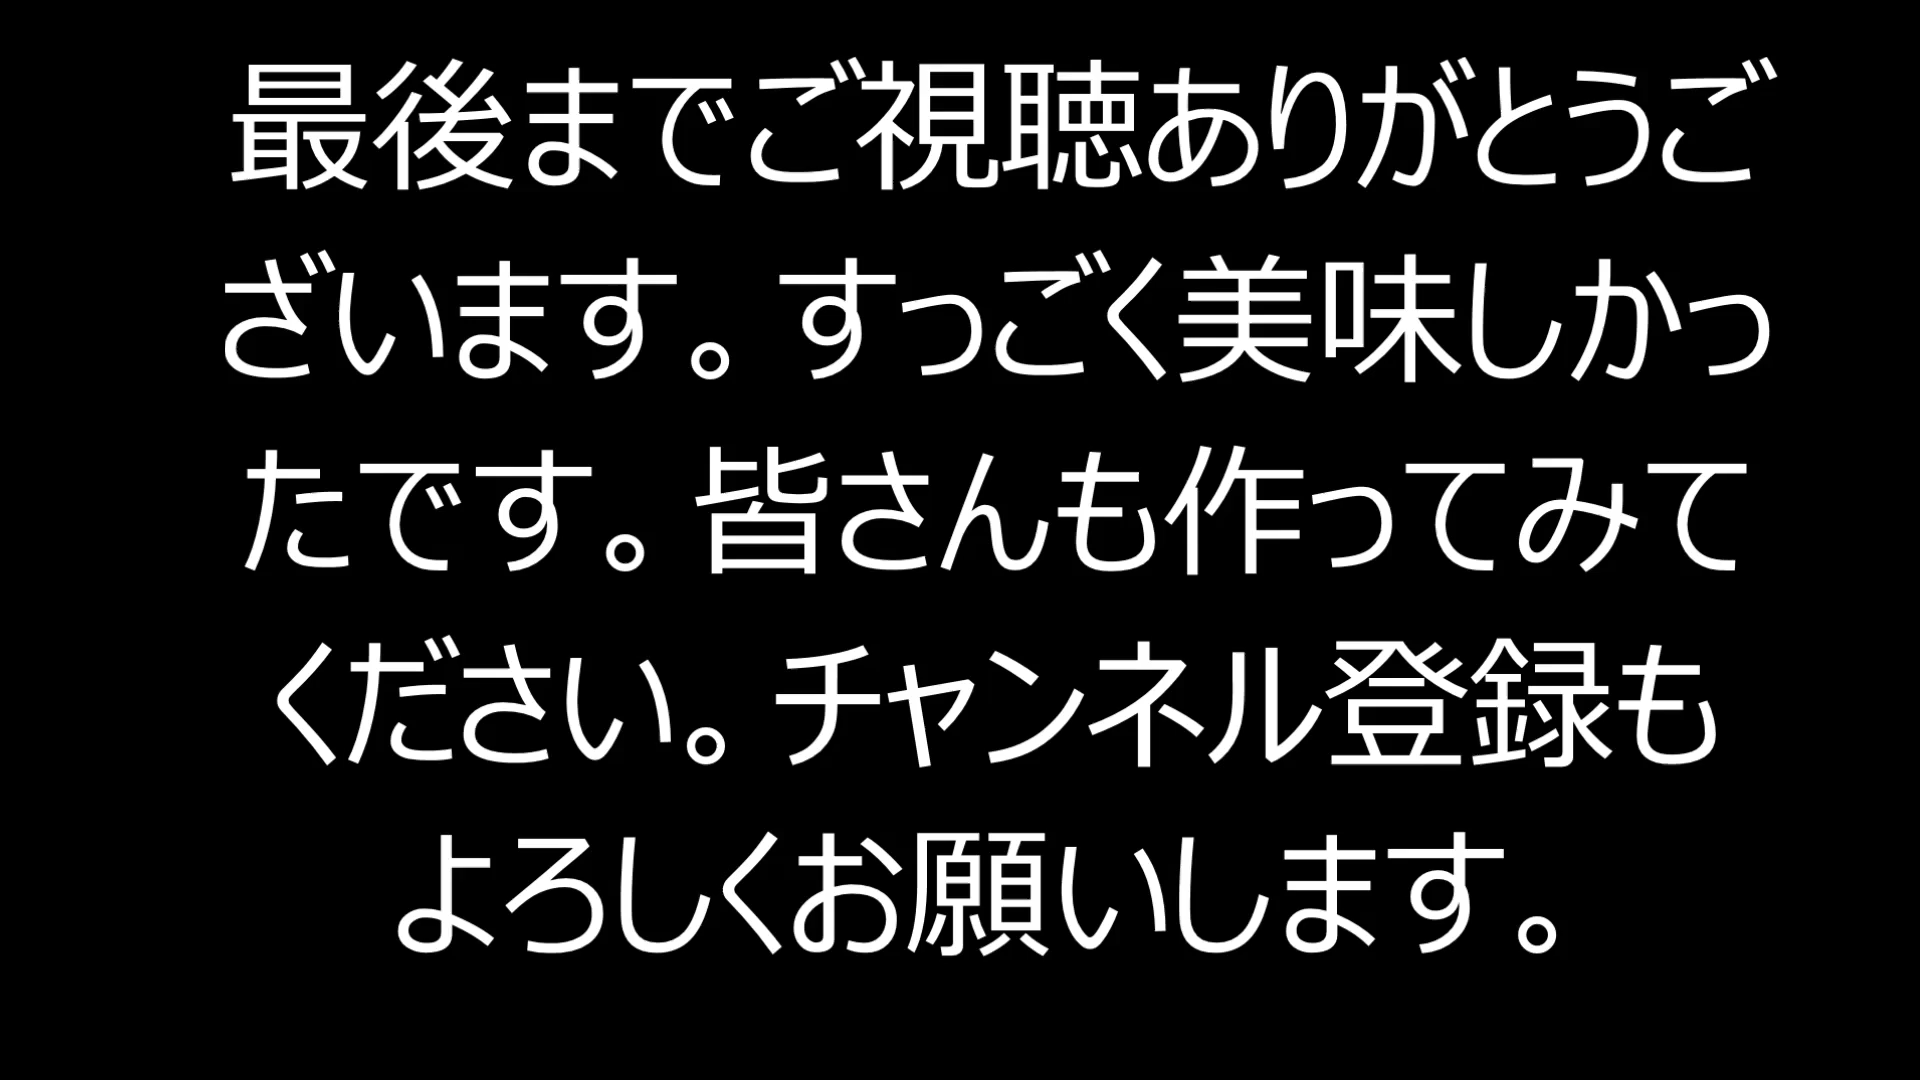 最後までご視聴ありがとうご
ざいます。すっごく美味しかっ
たです。皆さんも作ってみて
ください。チャンネル登録も
よろしくお願いします。